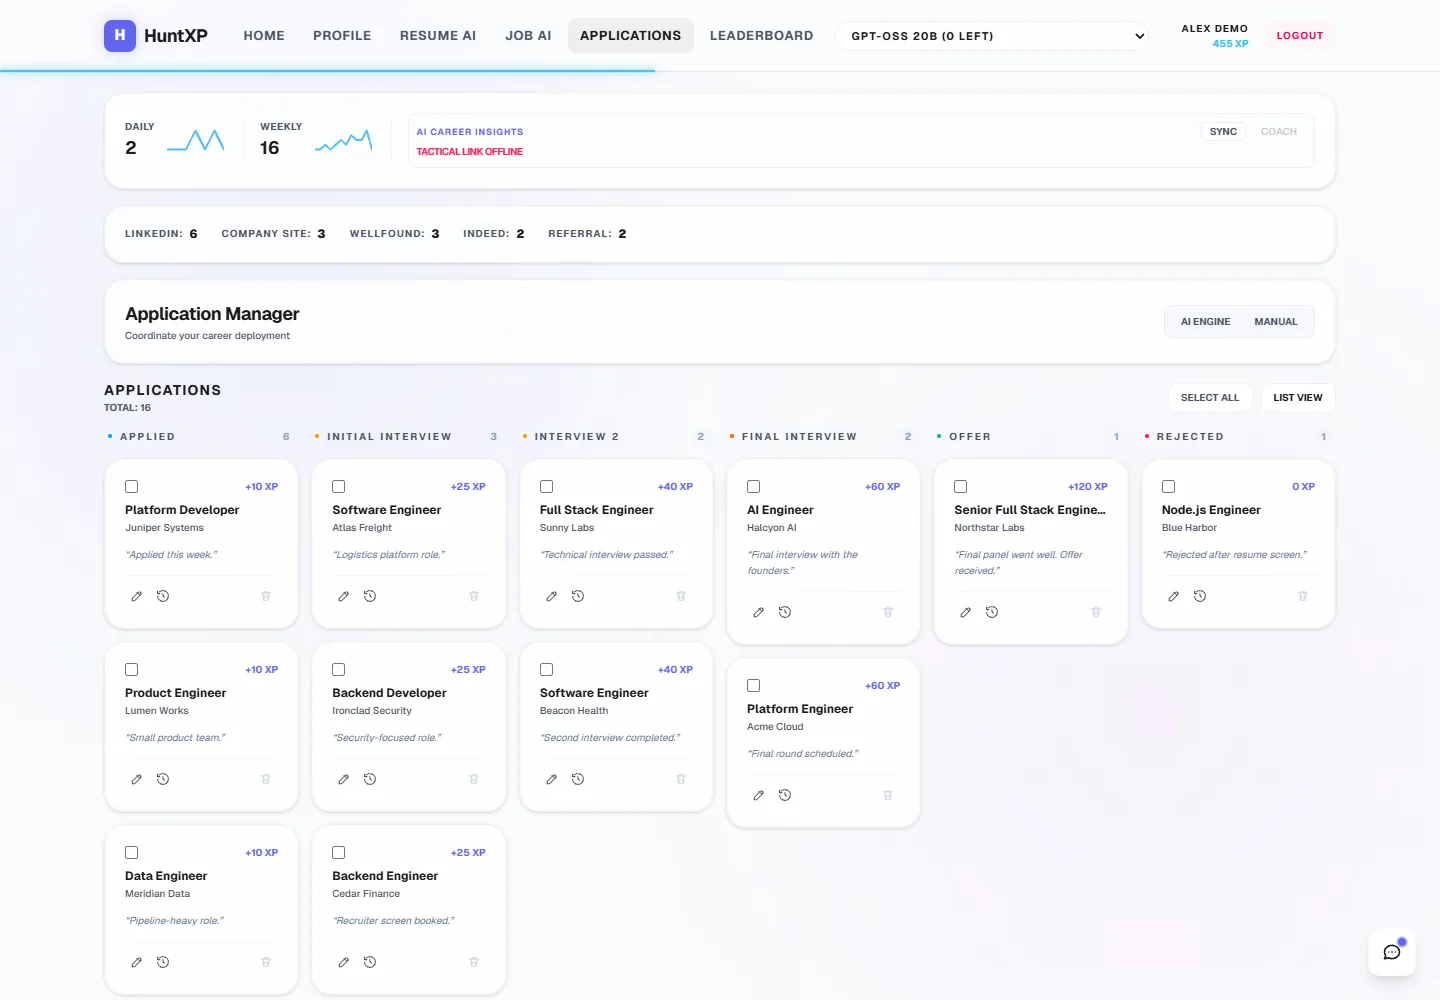 H HuntXP HOME PROFILE RESUME AI JOB AI APPLICATIONS LEADERBOARD GPT-OSS 20B (0 LEFT) ALEX DEMO LOGOUT
455 XP
DAILY WEEKLY AI CAREER INSIGHTS SYNC COACH
2 16 TACTICAL LINK OFFLINE
LINKEDIN: 6 COMPANY SITE: 3 WELLFOUND: 3 INDEED: 2 REFERRAL: 2
Application Manager
Coordinate your career deployment
AI ENGINE MANUAL
APPLICATIONS
TOTAL: 16
SELECT ALL LIST VIEW
APPLIED 6
+10 XP
Platform Developer
Juniper Systems
“Applied this week.”
+10 XP
Product Engineer
Lumen Works
“Small product team.”
+10 XP
Data Engineer
Meridian Data
“Pipeline-heavy role.”
INITIAL INTERVIEW 3
+25 XP
Software Engineer
Atlas Freight
“Logistics platform role.”
+25 XP
Backend Developer
Ironclad Security
“Security-focused role.”
+25 XP
Backend Engineer
Cedar Finance
“Recruiter screen booked.”
INTERVIEW 2 2
+40 XP
Full Stack Engineer
Sunny Labs
“Technical interview passed.”
+40 XP
Software Engineer
Beacon Health
“Second interview completed.”
FINAL INTERVIEW 2
+60 XP
AI Engineer
Halcyon AI
“Final interview with the
founders.”
+60 XP
Platform Engineer
Acme Cloud
“Final round scheduled.”
OFFER 1
+120 XP
Senior Full Stack Engine...
Northstar Labs
“Final panel went well. Offer
received.”
REJECTED 1
0 XP
Node.js Engineer
Blue Harbor
“Rejected after resume screen.”